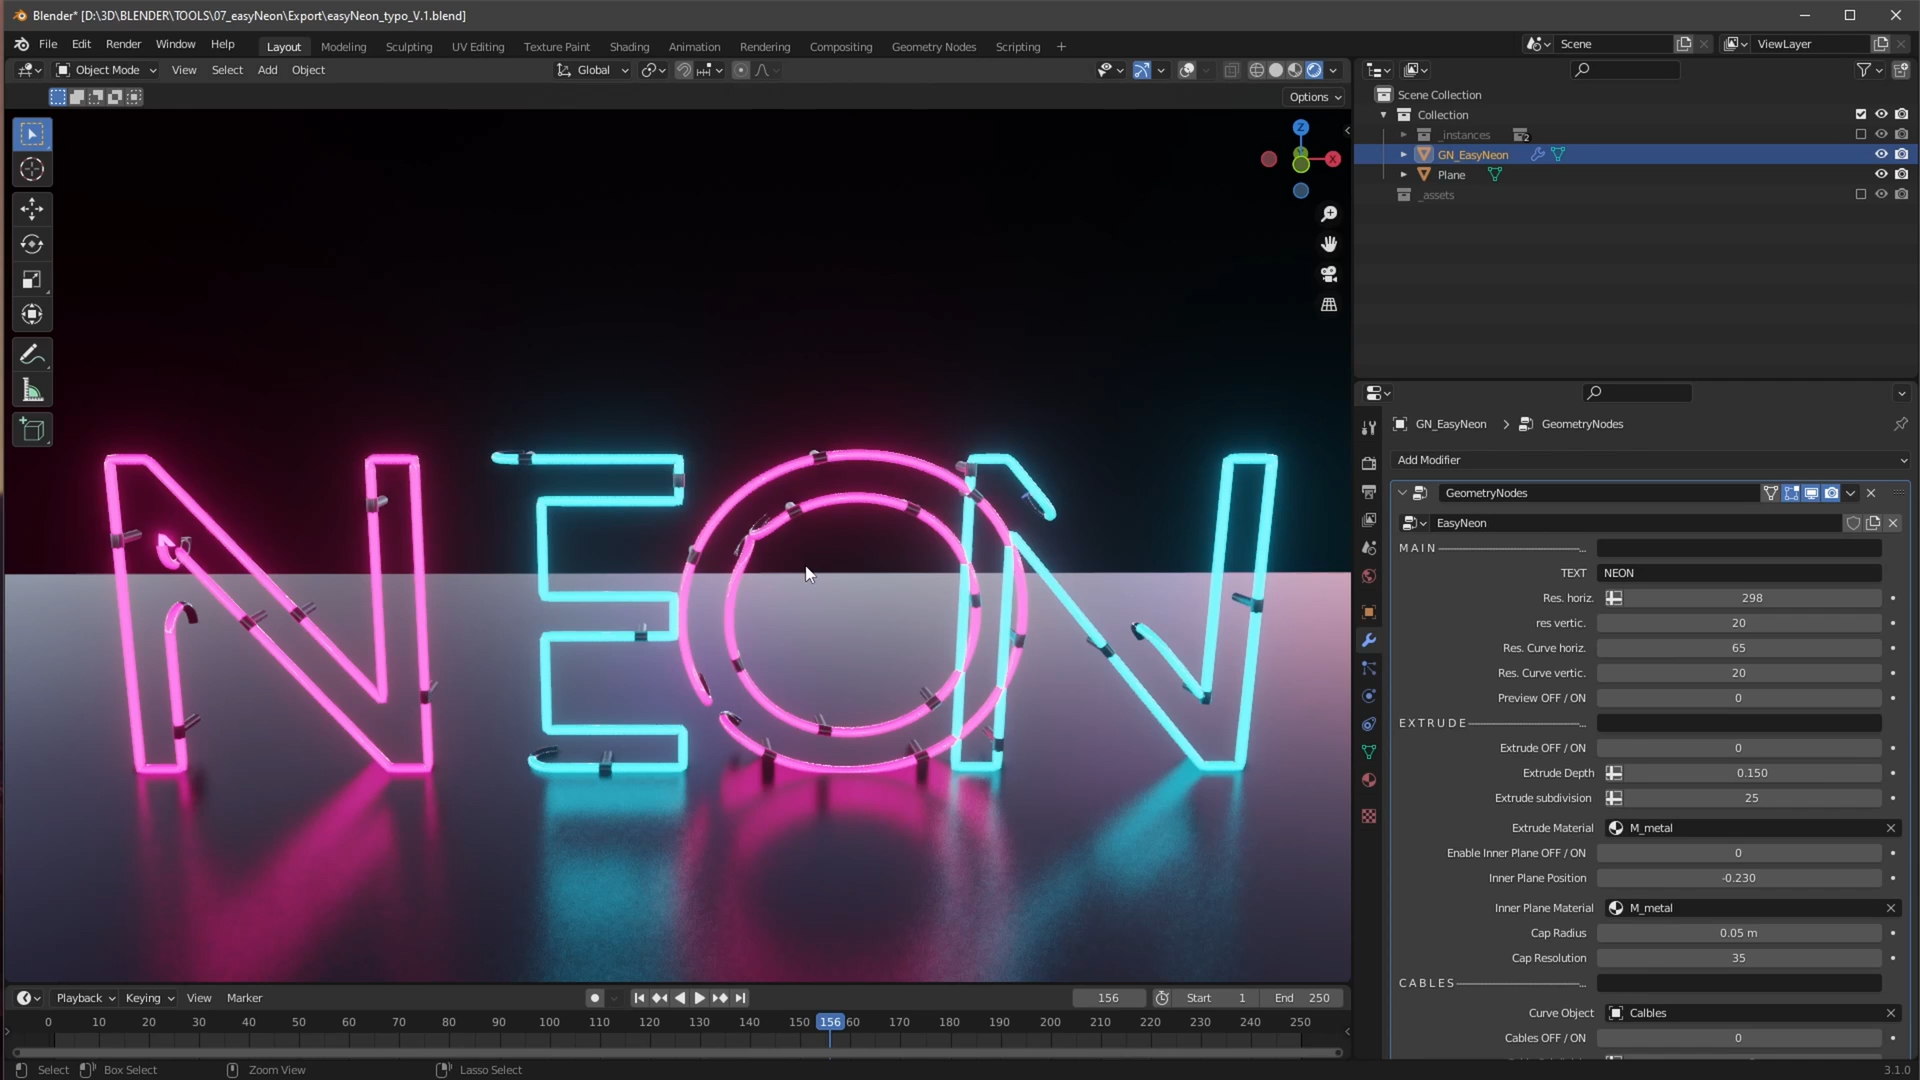 Blender* [D:\3D\BLENDER\TOOLS\07_easyNeon\Export\easyNeon_typo_V.1.blend]
File Edit Render Window Help Layout Modeling Sculpting UV Editing Texture Paint Shading Animation Rendering Compositing Geometry Nodes Scripting + Scene ViewLayer
Object Mode View Select Add Object Global
Options
Z
X
NEON
Scene Collection
Collection
_instances 2
GN_EasyNeon
Plane
_assets
GN_EasyNeon > GeometryNodes
Add Modifier
GeometryNodes
EasyNeon
MAIN
TEXT NEON
Res. horiz. 298
res vertic. 20
Res. Curve horiz. 65
Res. Curve vertic. 20
Preview OFF / ON 0
EXTRUDE
Extrude OFF / ON 0
Extrude Depth 0.150
Extrude subdivision 25
Extrude Material M_metal
Enable Inner Plane OFF / ON 0
Inner Plane Position -0.230
Inner Plane Material M_metal
Cap Radius 0.05 m
Cap Resolution 35
CABLES
Curve Object Calbles
Cables OFF / ON 0
Playback Keying View Marker 156 Start 1 End 250
0 10 20 30 40 50 60 70 80 90 100 110 120 130 140 150 156 60 170 180 190 200 210 220 230 240 250
Select Box Select Zoom View Lasso Select 3.1.0